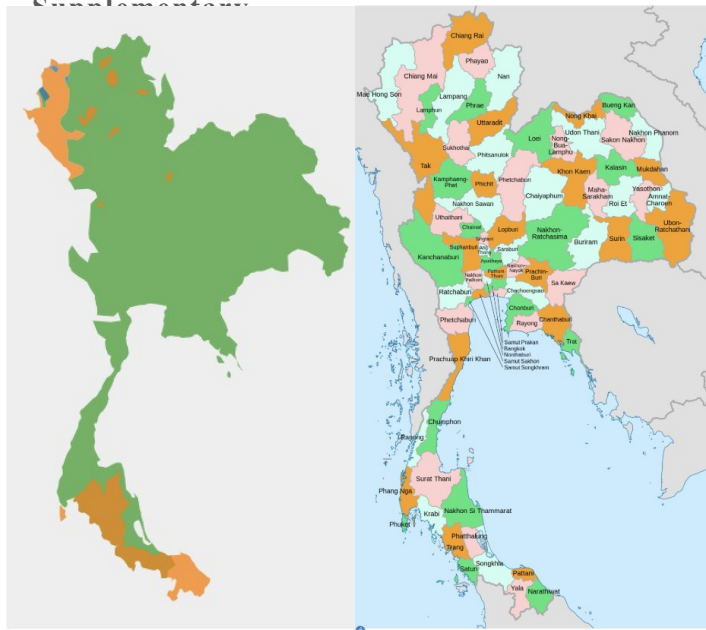 Supplementary
Chiang Rai
Phayao
Chiang Mai
Nan
Mae Hong Son
Lampang
Lamphun
Phrae
Uttaradit
Bueng Kan
Nong Khai
Loei
Udon Thani
Nakhon Phanom
Sakon Nakhon
Nong-
Bua-
Lamphu
Sukhothai
Tak
Phitsanulok
Phetchabun
Khon Kaen
Kalasin
Mukdahan
Kamphaeng-
Phet
Phichit
Chaiyaphum
Maha-
Sarakham
Roi Et
Yasothon
Amnat-
Charoen
Nakhon Sawan
Uthaithani
Chainat
Lopburi
Nakhon-
Ratchasima
Buriram
Surin
Sisaket
Ubon-
Ratchathani
Kanchanaburi
Suphanburi
Saraburi
Prachin-
Buri
Sa Kaew
Ratchaburi
Chachoengsao
Chonburi
Rayong
Chanthaburi
Trat
Phetchaburi
Samut Prakan
Bangkok
Nonthaburi
Samut Sakhon
Samut Songkhram
Prachuap Khiri Khan
Chumphon
Ranong
Surat Thani
Phang Nga
Nakhon Si Thammarat
Krabi
Phuket
Phatthalung
Trang
Satun
Songkhla
Pattani
Yala
Narathiwat